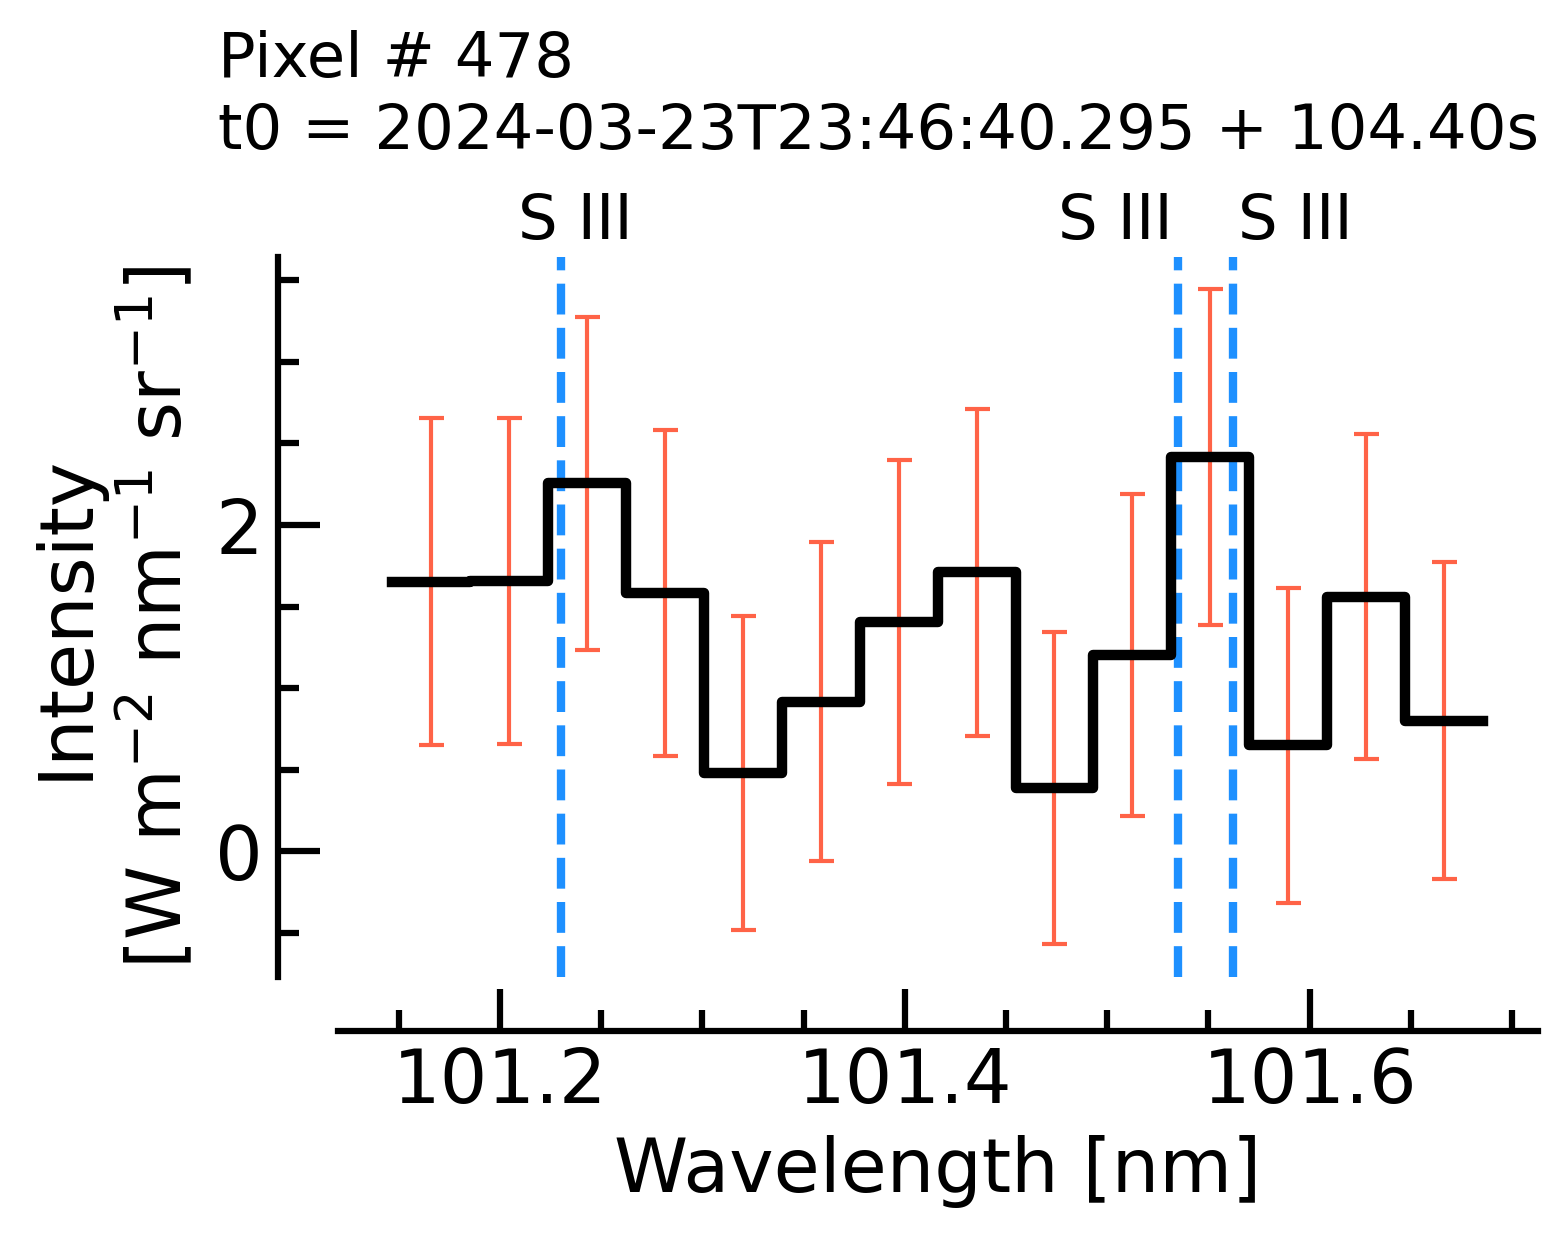 Pixel # 478
t0 = 2024-03-23T23:46:40.295 + 104.40s
S III S III S III
Intensity
[W m⁻² nm⁻¹ sr⁻¹]
2
0
101.2 101.4 101.6
Wavelength [nm]